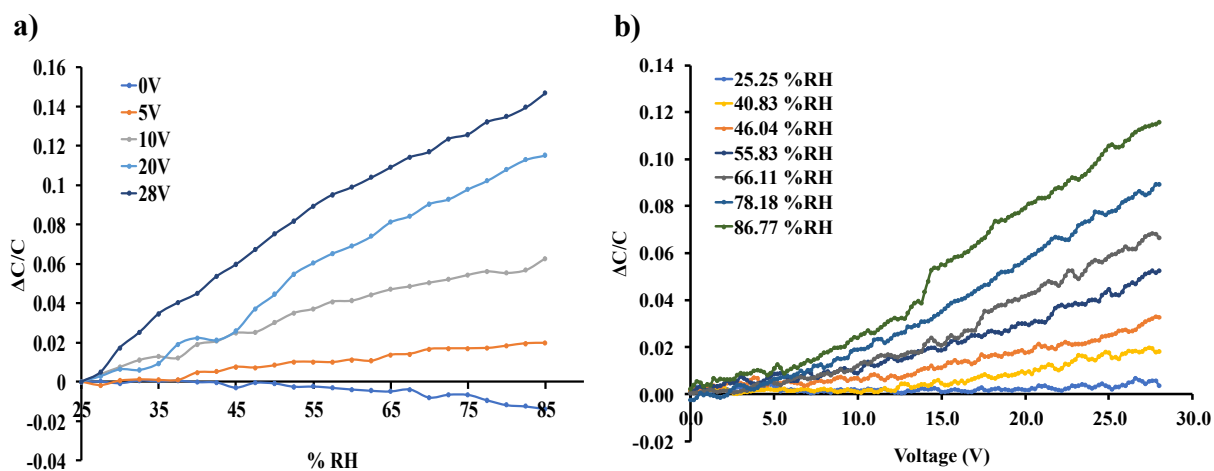 a)
0V
5V
10V
20V
28V
0.16
0.14
0.12
0.1
0.08
0.06
0.04
0.02
0
-0.02
-0.04
ΔC/C
25 35 45 55 65 75 85
% RH
b)
25.25 %RH
40.83 %RH
46.04 %RH
55.83 %RH
66.11 %RH
78.18 %RH
86.77 %RH
0.14
0.12
0.10
0.08
0.06
0.04
0.02
0.00
-0.02
ΔC/C
0.0 5.0 10.0 15.0 20.0 25.0 30.0
Voltage (V)